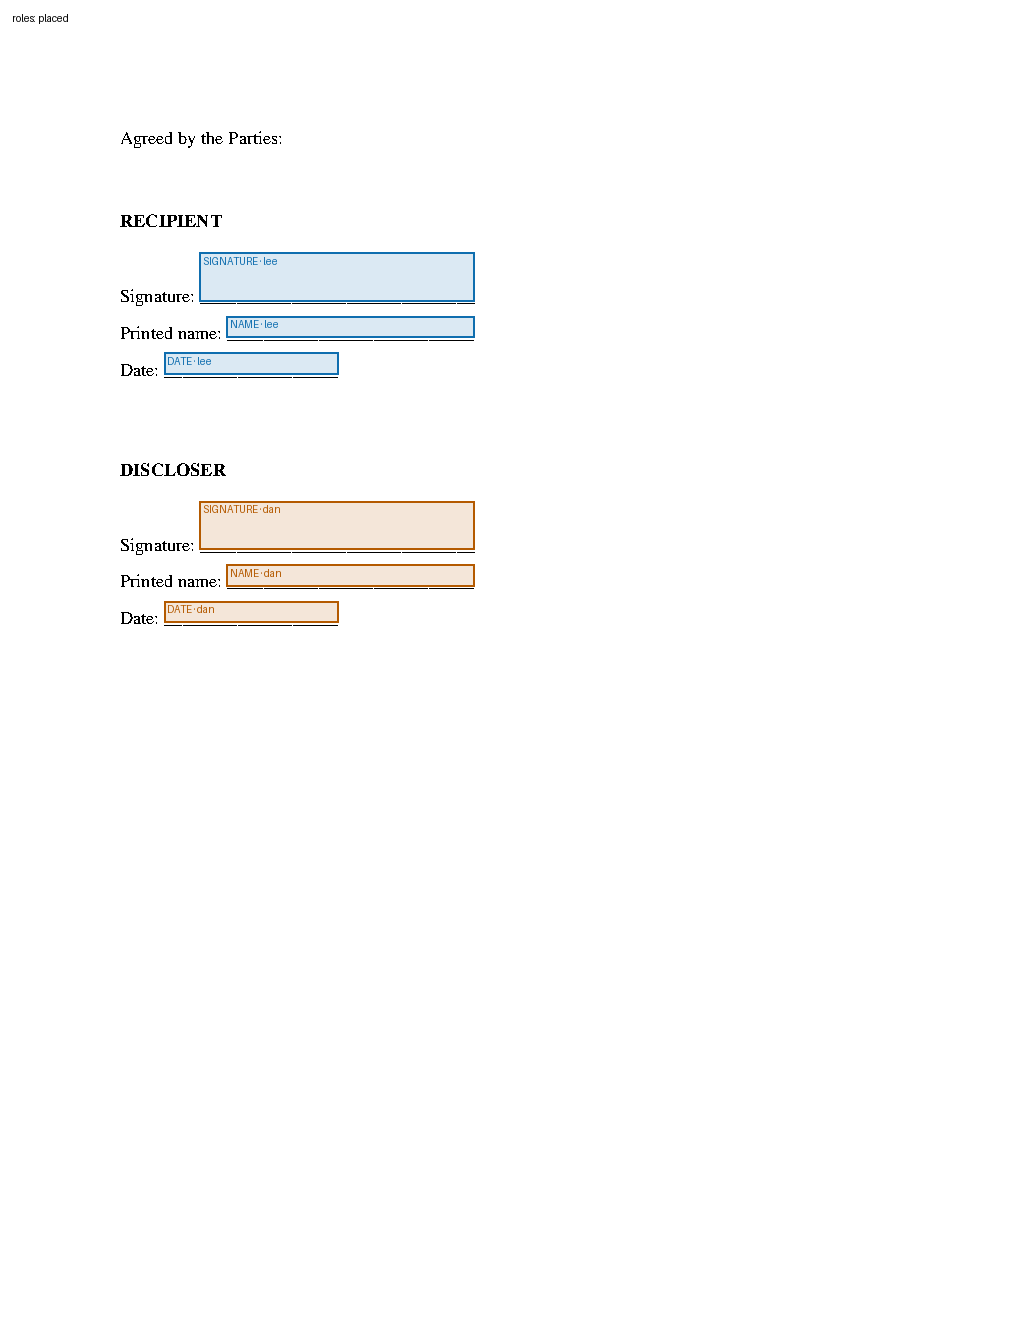 roles: placed
Agreed by the Parties:
RECIPIENT
SIGNATURE·lee
Signature:
Printed name: NAME·lee
Date: DATE·lee
DISCLOSER
SIGNATURE·dan
Signature:
Printed name: NAME·dan
Date: DATE·dan